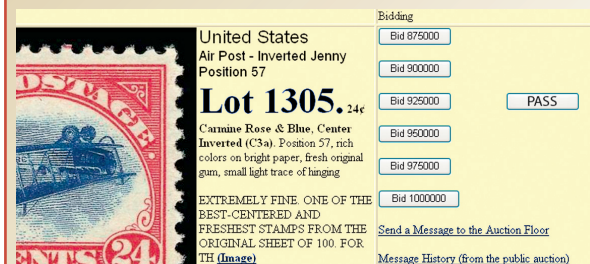 Bidding
United States
Air Post - Inverted Jenny
Position 57
Lot 1305. 24¢
Carmine Rose & Blue, Center
Inverted (C3a). Position 57, rich
colors on bright paper, fresh original
gum, small light trace of hinging
EXTREMELY FINE. ONE OF THE
BEST-CENTERED AND
FRESHEST STAMPS FROM THE
ORIGINAL SHEET OF 100. FOR
TH (Image)
Bid 875000
Bid 900000
Bid 925000
PASS
Bid 950000
Bid 975000
Bid 1000000
Send a Message to the Auction Floor
Message History (from the public auction)
POSTAGE.
CENTS 24